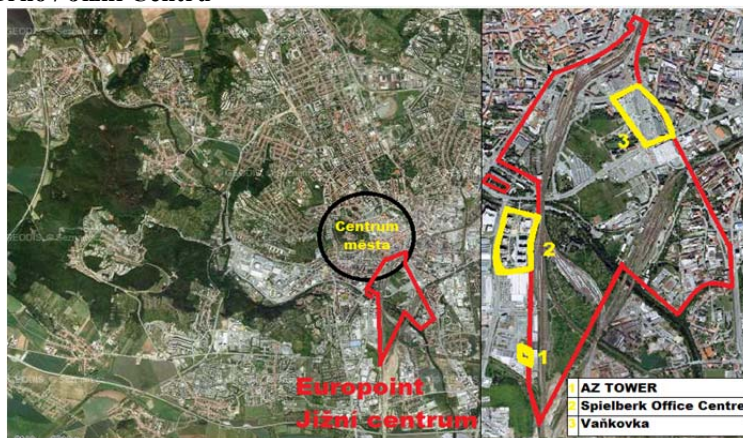 Centrum
města
Europoint
Jižní centrum
3
2
1
1 AZ TOWER
2 Spielberk Office Centre
3 Vaňkovka